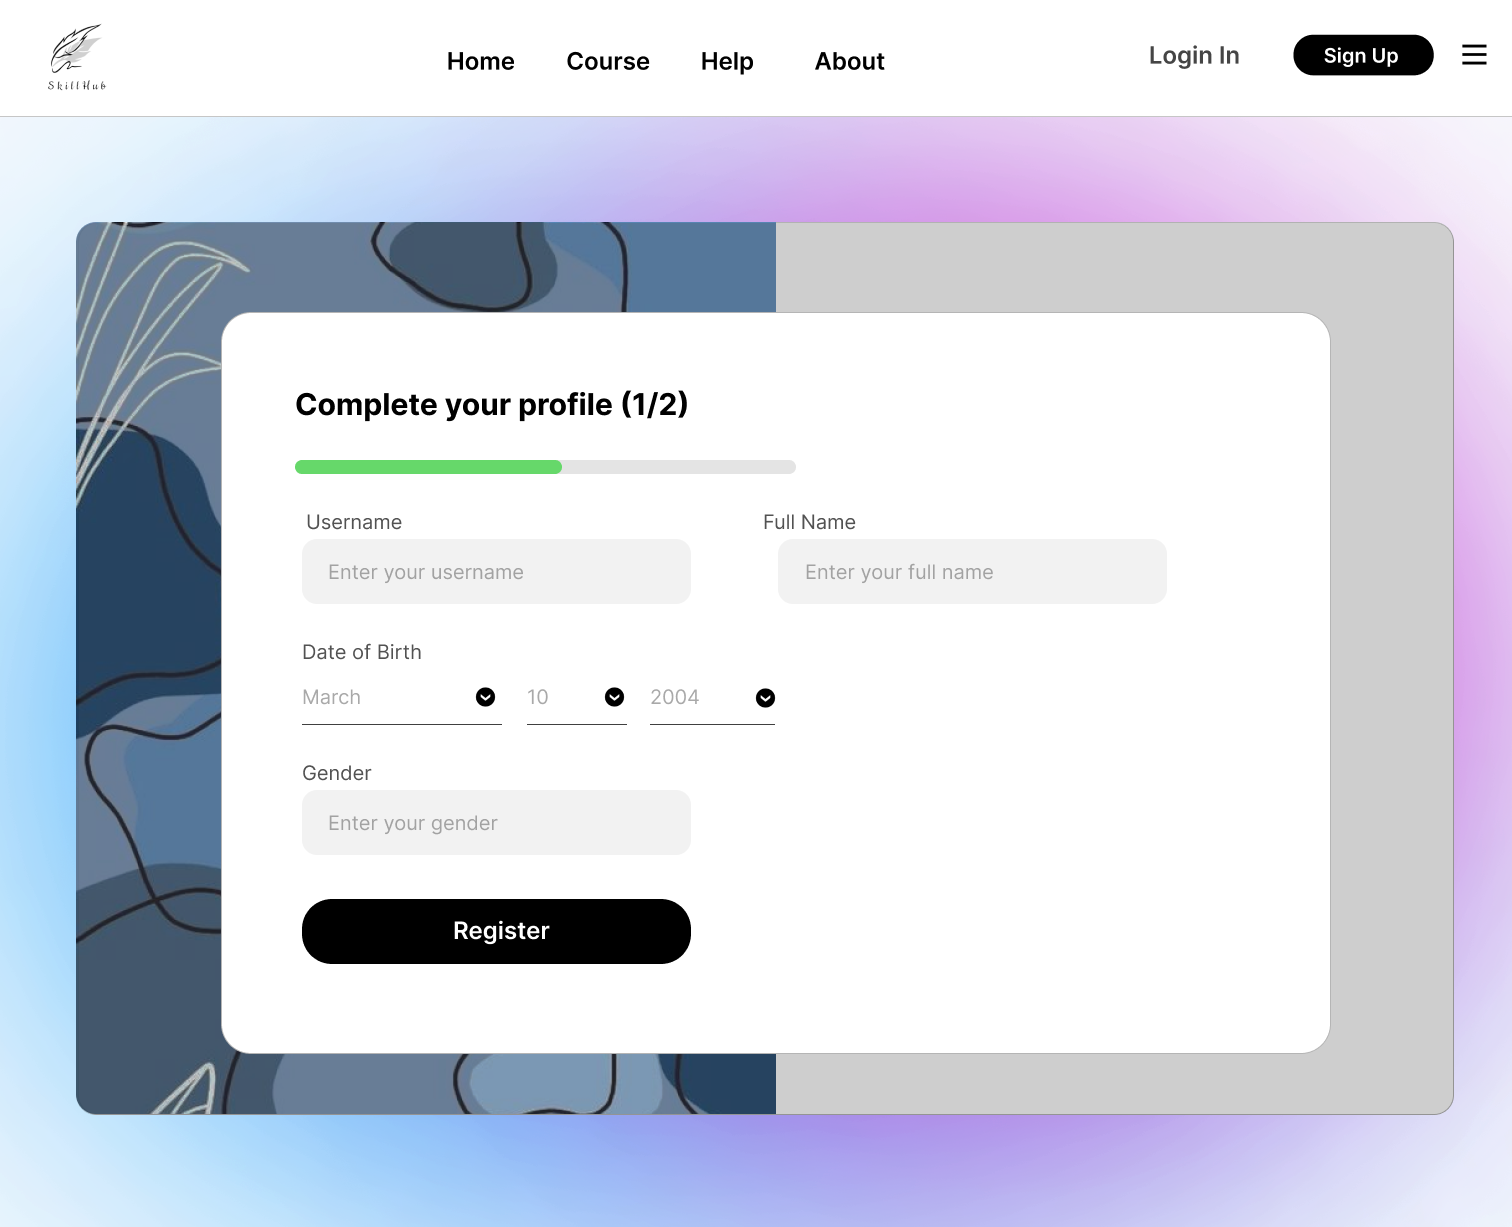 SkillHub
Home Course Help About Login In Sign Up
Complete your profile (1/2)
Username Full Name
Enter your username Enter your full name
Date of Birth
March 10 2004
Gender
Enter your gender
Register